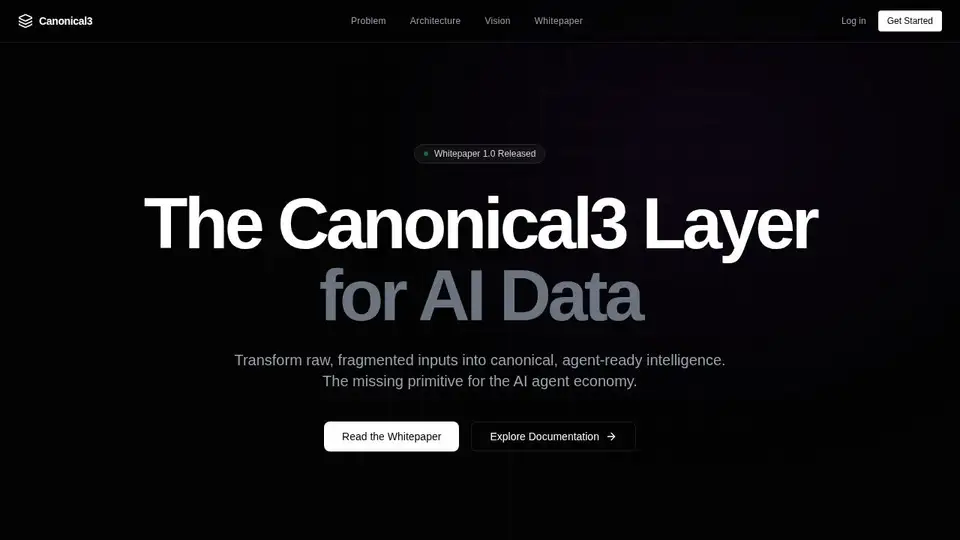 Canonical3
Problem
Architecture
Vision
Whitepaper
Log in
Get Started
Whitepaper 1.0 Released
The Canonical3 Layer
for AI Data
Transform raw, fragmented inputs into canonical, agent-ready intelligence.
The missing primitive for the AI agent economy.
Read the Whitepaper
Explore Documentation →